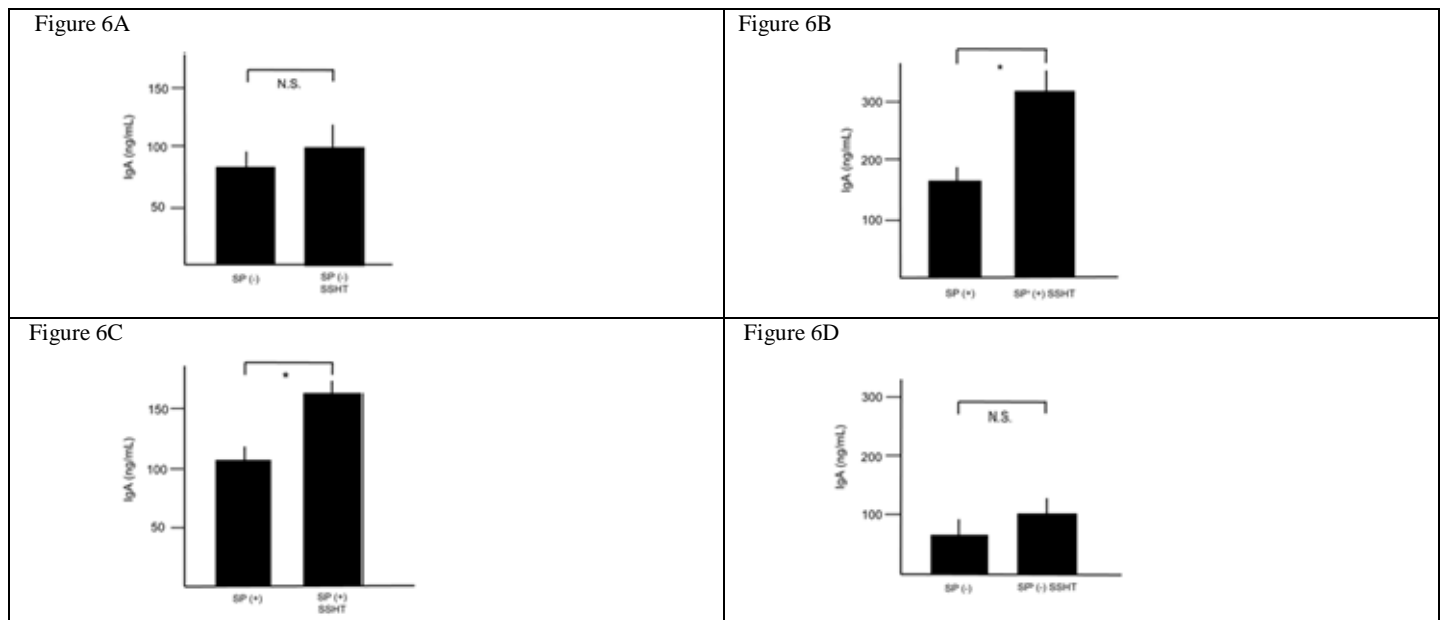 Figure 6A
150
100
50
IgA (ng/mL)
N.S.
SP (-)
SP (-)
SSHT
Figure 6B
300
200
100
IgA (ng/mL)
*
SP (+)
SP* (+) SSHT
Figure 6C
150
100
50
IgA (ng/mL)
*
SP (+)
SP (+)
SSHT
Figure 6D
300
200
100
IgA (ng/mL)
N.S.
SP (-)
SP* (-) SSHT